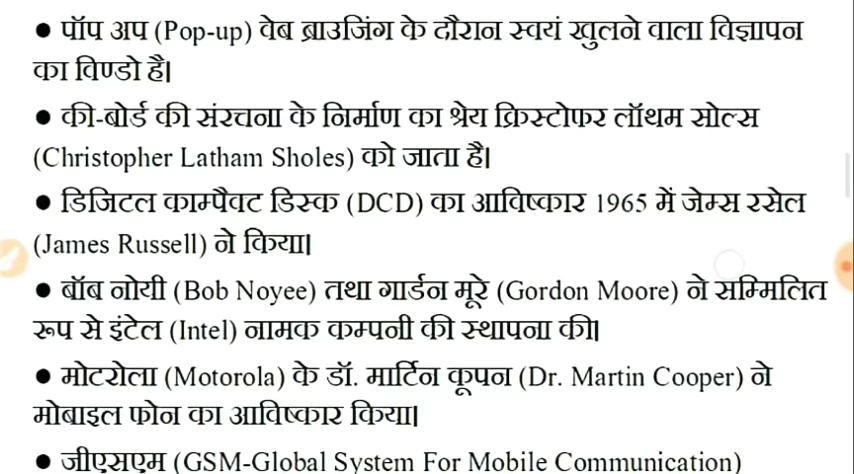 ● पॉप अप (Pop-up) वेब ब्राउजिंग के दौरान स्वयं खुलने वाला विज्ञापन
का विण्डो है।
● की-बोर्ड की संरचना के निर्माण का श्रेय क्रिस्टोफर लॉथम सोल्स
(Christopher Latham Sholes) को जाता है।
● डिजिटल काम्पैक्ट डिस्क (DCD) का आविष्कार 1965 में जेम्स रसेल
(James Russell) ने किया।
● बॉब नोयी (Bob Noyee) तथा गार्डन मूरे (Gordon Moore) ने सम्मिलित
रूप से इंटेल (Intel) नामक कम्पनी की स्थापना की।
● मोटरोला (Motorola) के डॉ. मार्टिन कूपन (Dr. Martin Cooper) ने
मोबाइल फोन का आविष्कार किया।
● जीएसएम (GSM-Global System For Mobile Communication)